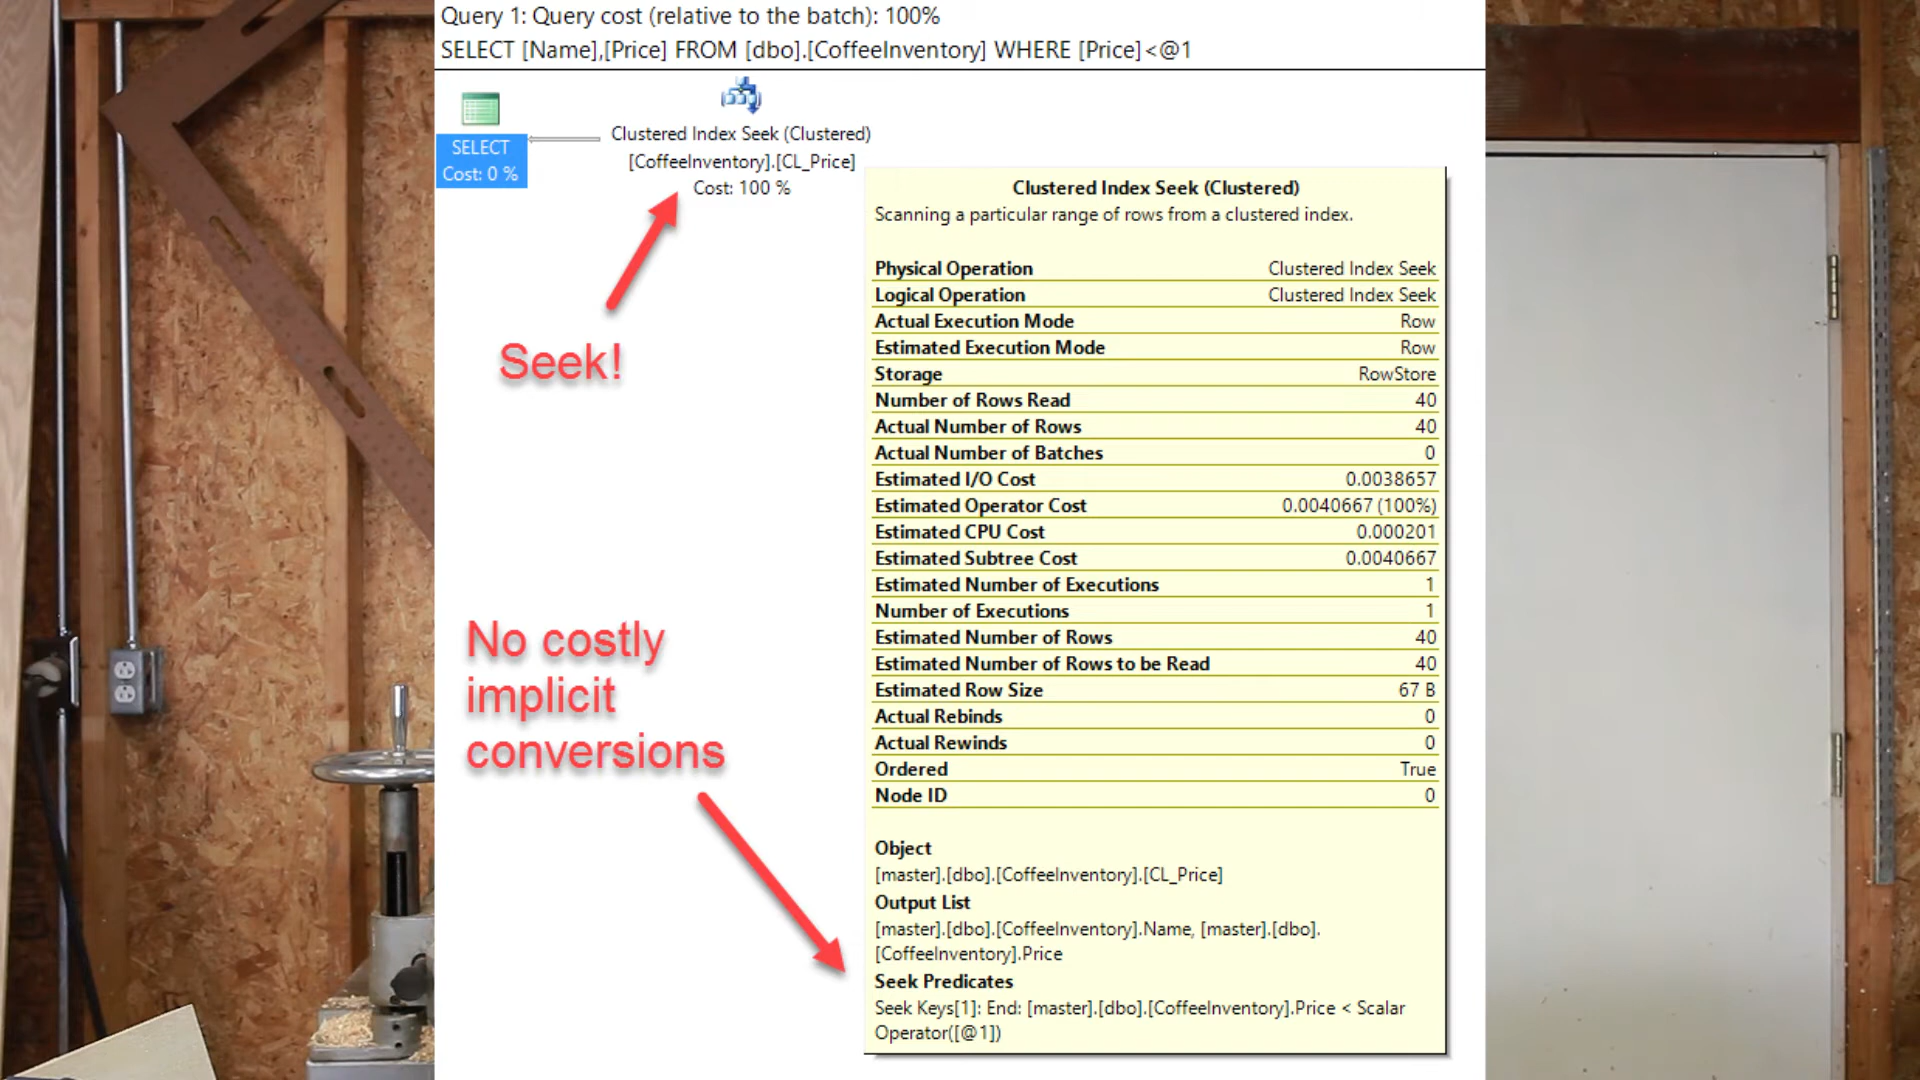 Query 1: Query cost (relative to the batch): 100%
SELECT [Name],[Price] FROM [dbo].[CoffeeInventory] WHERE [Price]<@1
SELECT
Cost: 0 %
Clustered Index Seek (Clustered)
[CoffeeInventory].[CL_Price]
Cost: 100 %
Seek!
No costly
implicit
conversions
Clustered Index Seek (Clustered)
Scanning a particular range of rows from a clustered index.
Physical Operation Clustered Index Seek
Logical Operation Clustered Index Seek
Actual Execution Mode Row
Estimated Execution Mode Row
Storage RowStore
Number of Rows Read 40
Actual Number of Rows 40
Actual Number of Batches 0
Estimated I/O Cost 0.0038657
Estimated Operator Cost 0.0040667 (100%)
Estimated CPU Cost 0.000201
Estimated Subtree Cost 0.0040667
Estimated Number of Executions 1
Number of Executions 1
Estimated Number of Rows 40
Estimated Number of Rows to be Read 40
Estimated Row Size 67 B
Actual Rebinds 0
Actual Rewinds 0
Ordered True
Node ID 0
Object
[master].[dbo].[CoffeeInventory].[CL_Price]
Output List
[master].[dbo].[CoffeeInventory].Name, [master].[dbo].
[CoffeeInventory].Price
Seek Predicates
Seek Keys[1]: End: [master].[dbo].[CoffeeInventory].Price < Scalar
Operator([@1])